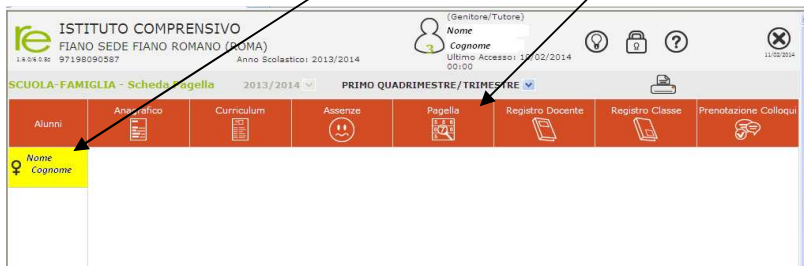 re ISTITUTO COMPRENSIVO
FIANO SEDE FIANO ROMANO (ROMA)
97198090587 Anno Scolastico: 2013/2014
(Genitore/Tutore)
Nome
Cognome
3
Ultimo Accesso: 10/02/2014
00:00
?
11/02/2014
SCUOLA-FAMIGLIA - Scheda Pagella 2013/2014 PRIMO QUADRIMESTRE/TRIMESTRE
Alunni Anagrafico Curriculum Assenze Pagella Registro Docente Registro Classe Prenotazione Colloqui
Nome
Cognome